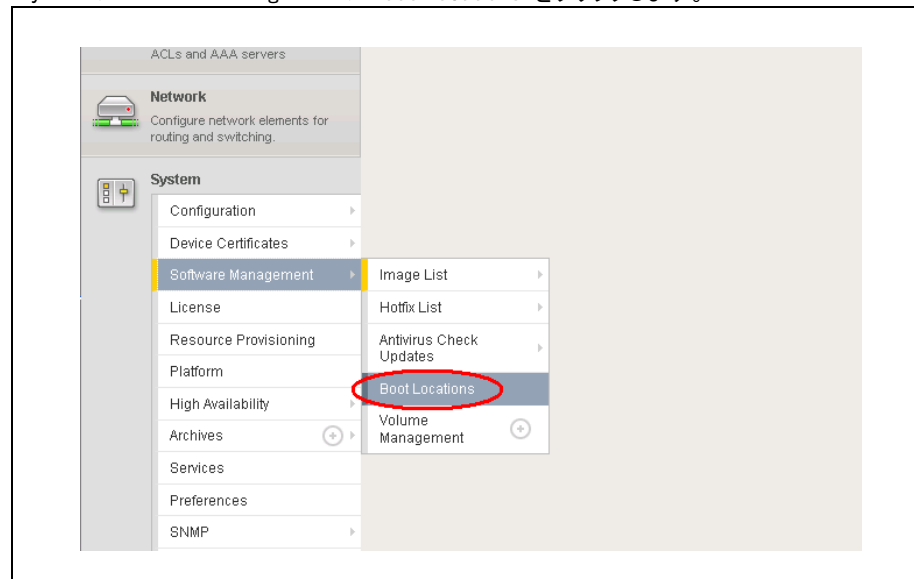 ACLs and AAA servers
Network
Configure network elements for
routing and switching.
System
Configuration
Device Certificates
Software Management
License
Resource Provisioning
Platform
High Availability
Archives
Services
Preferences
SNMP
Image List
Hotfix List
Antivirus Check
Updates
Boot Locations
Volume
Management